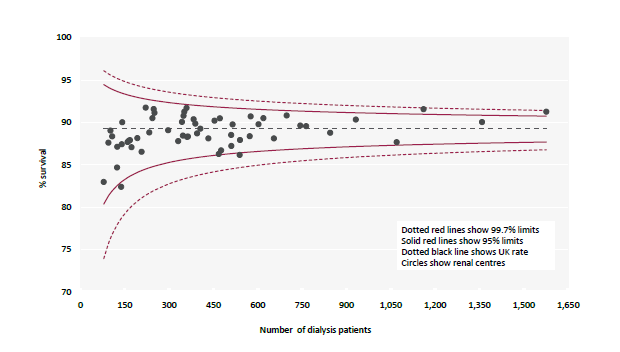 100
95
90
85
80
75
70
% survival
0 150 300 450 600 750 900 1,050 1,200 1,350 1,500 1,650
Number of dialysis patients
Dotted red lines show 99.7% limits
Solid red lines show 95% limits
Dotted black line shows UK rate
Circles show renal centres